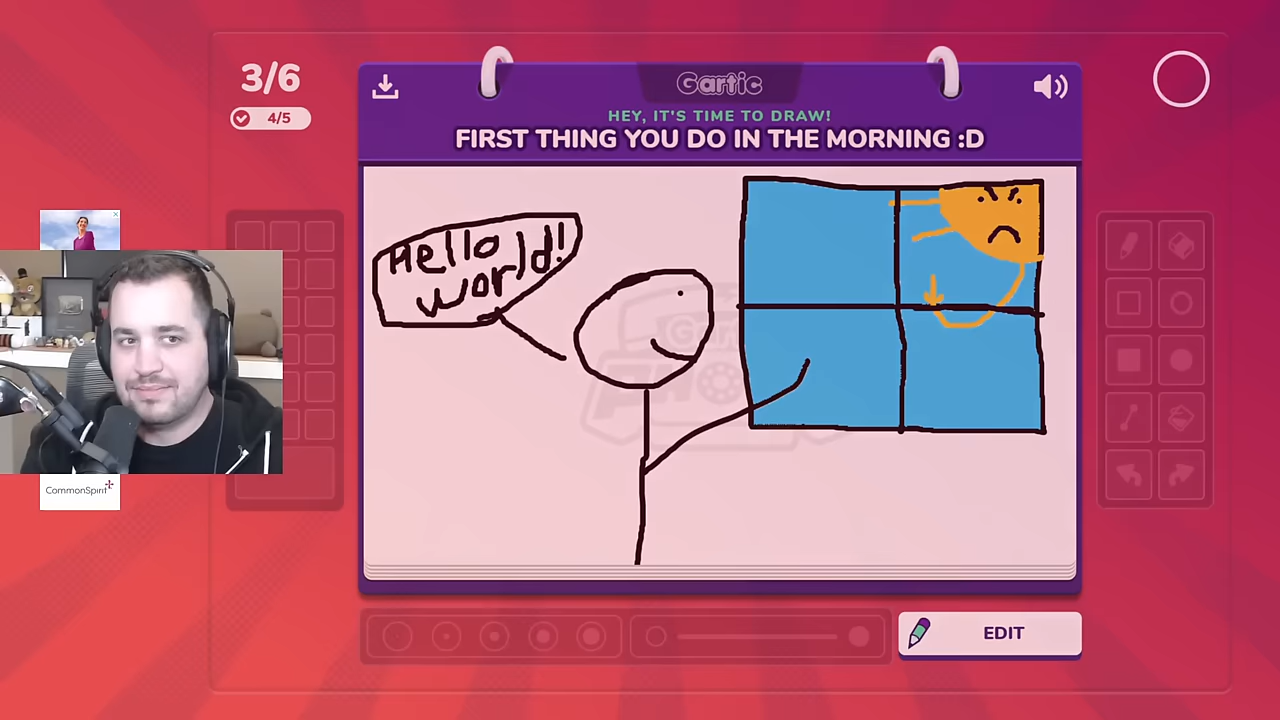 3/6
4/5
Gartic
HEY, IT'S TIME TO DRAW!
FIRST THING YOU DO IN THE MORNING :D
Hello
World!
CommonSpirit
EDIT